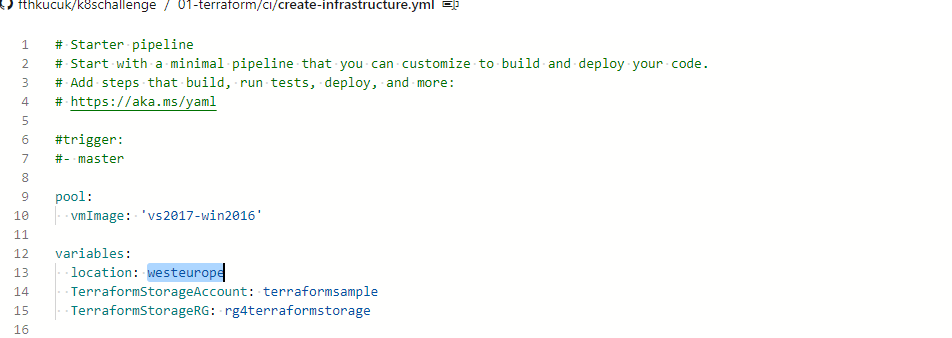 fthkucuk/k8schallenge / 01-terraform/ci/create-infrastructure.yml
1 # Starter pipeline
2 # Start with a minimal pipeline that you can customize to build and deploy your code.
3 # Add steps that build, run tests, deploy, and more:
4 # https://aka.ms/yaml
5
6 #trigger:
7 #- master
8
9 pool:
10   vmImage: 'vs2017-win2016'
11
12 variables:
13   location: westeurope
14   TerraformStorageAccount: terraformsample
15   TerraformStorageRG: rg4terraformstorage
16